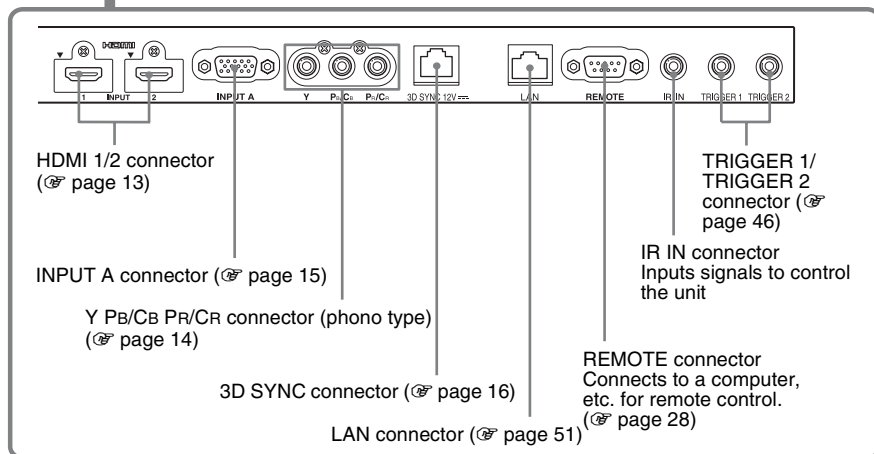 HDMI
1 INPUT 2
INPUT A
Y PB/CB PR/CR
3D SYNC 12V
LAN
REMOTE
IR IN
TRIGGER 1 TRIGGER 2
HDMI 1/2 connector
(☞ page 13)
INPUT A connector (☞ page 15)
Y PB/CB PR/CR connector (phono type)
(☞ page 14)
3D SYNC connector (☞ page 16)
LAN connector (☞ page 51)
REMOTE connector
Connects to a computer,
etc. for remote control.
(☞ page 28)
IR IN connector
Inputs signals to control
the unit
TRIGGER 1/
TRIGGER 2
connector (☞
page 46)